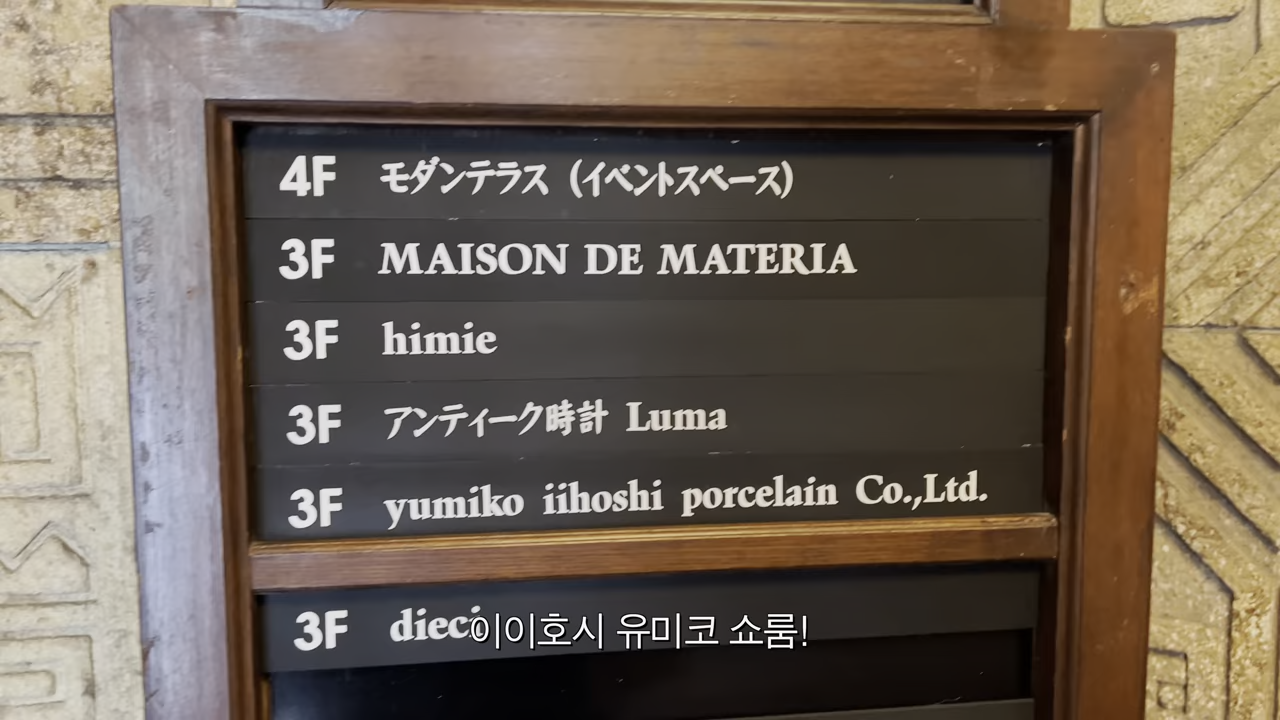 4F モダンテラス (イベントスペース)
3F MAISON DE MATERIA
3F himie
3F アンティーク時計 Luma
3F yumiko iihoshi porcelain Co.,Ltd.
3F dieci
이이호시 유미코 쇼룸!